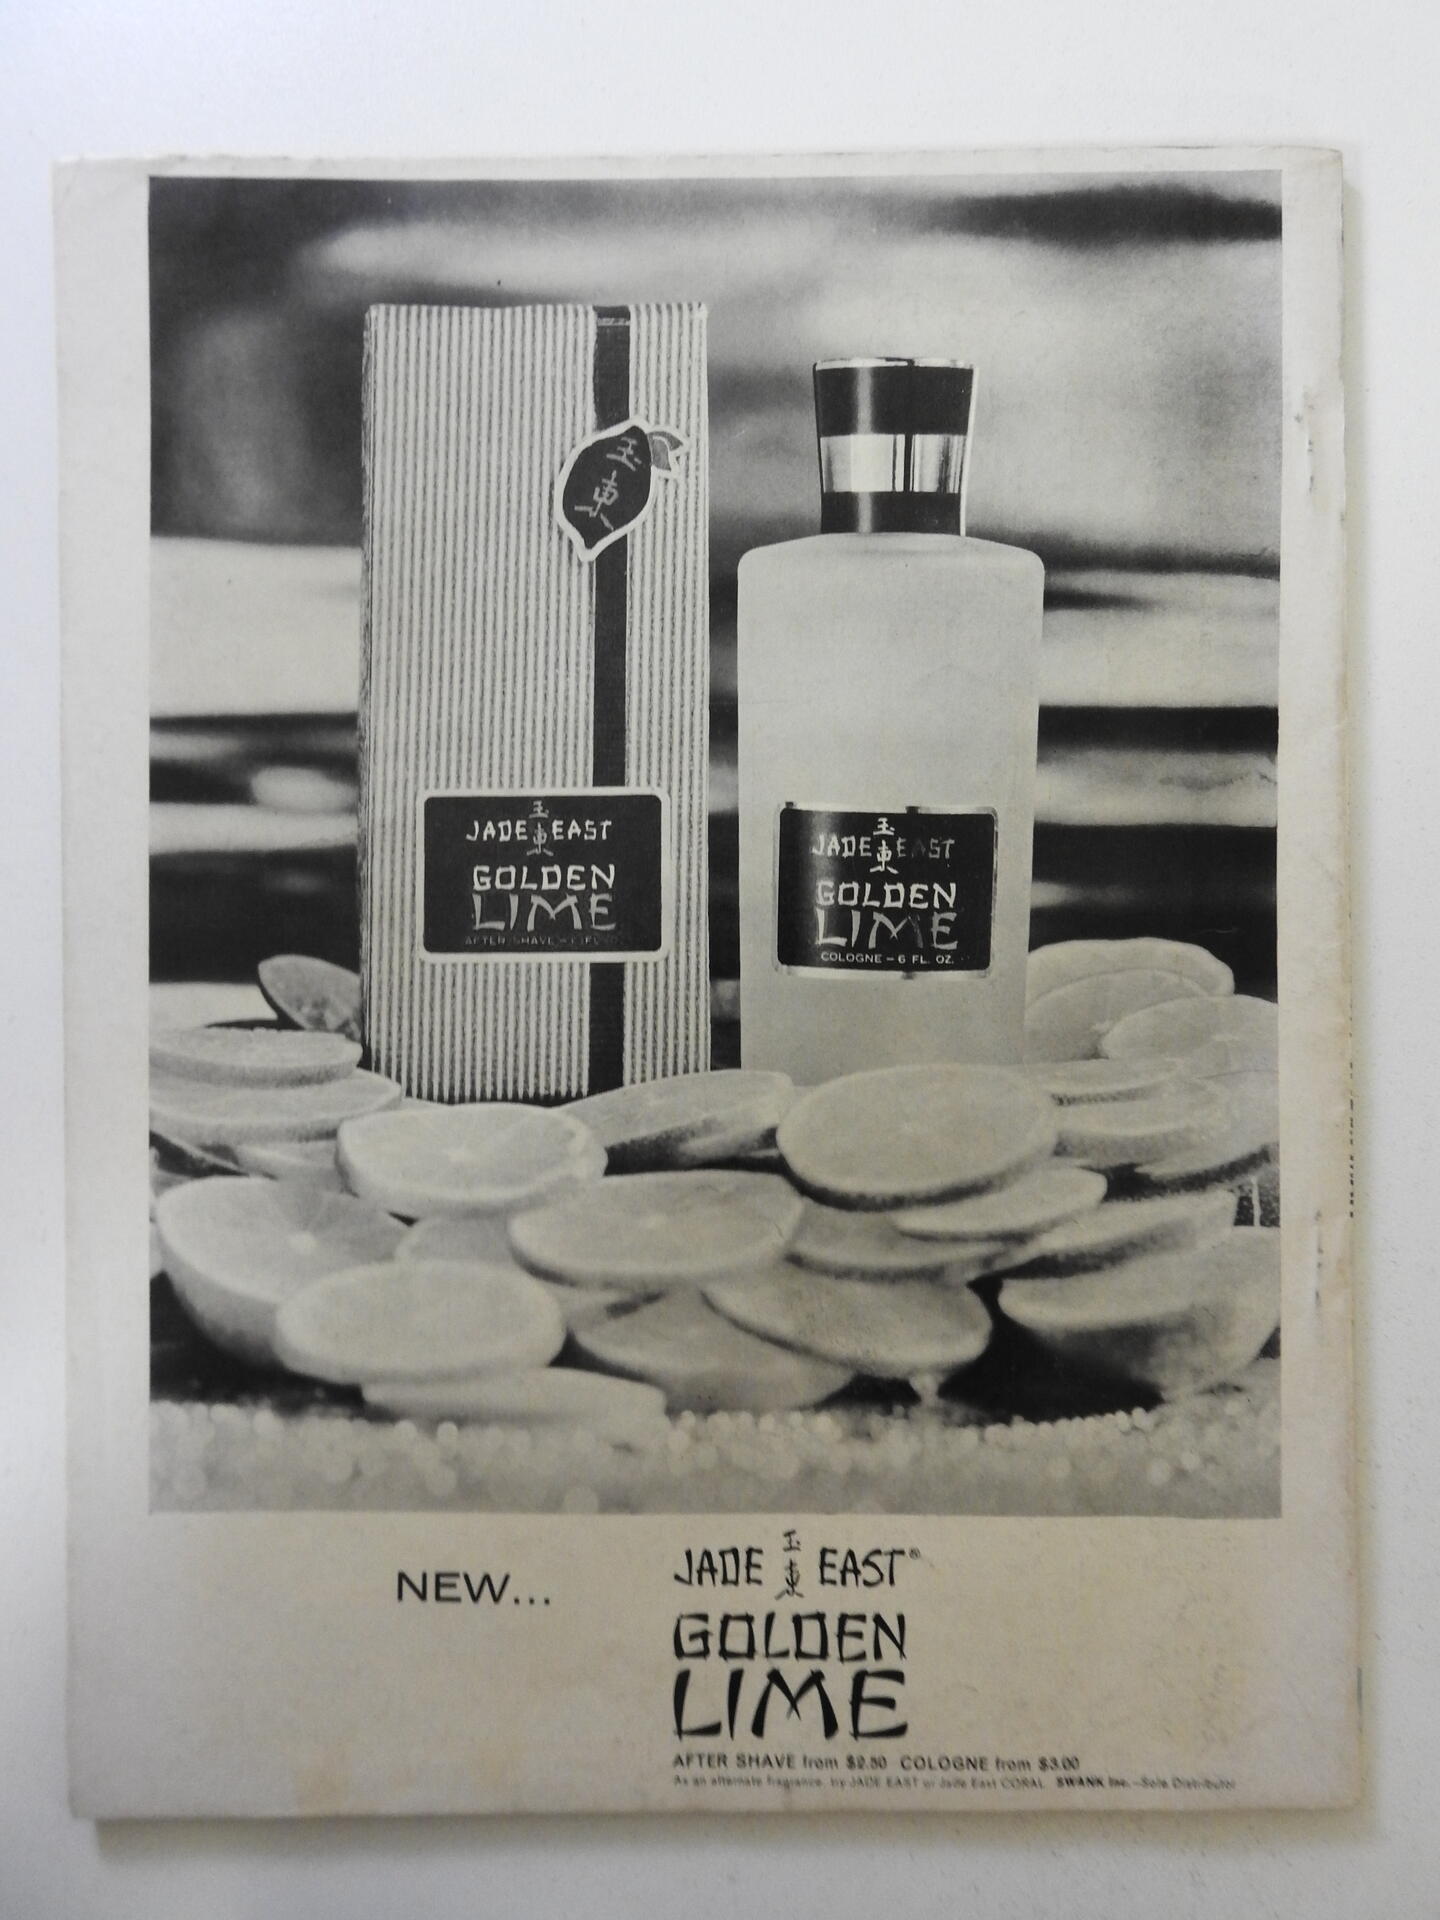 玉
東
玉
JADE EAST
東
GOLDEN
LIME
AFTER SHAVE
玉
JADE EAST
東
GOLDEN
LIME
COLOGNE – 6 FL. OZ.
NEW...
玉
JADE EAST®
東
GOLDEN
LIME
AFTER SHAVE from $2.50 COLOGNE from $3.00
As an alternate fragrance, try JADE EAST or Jade East CORAL. SWANK Inc.—Sole Distributor